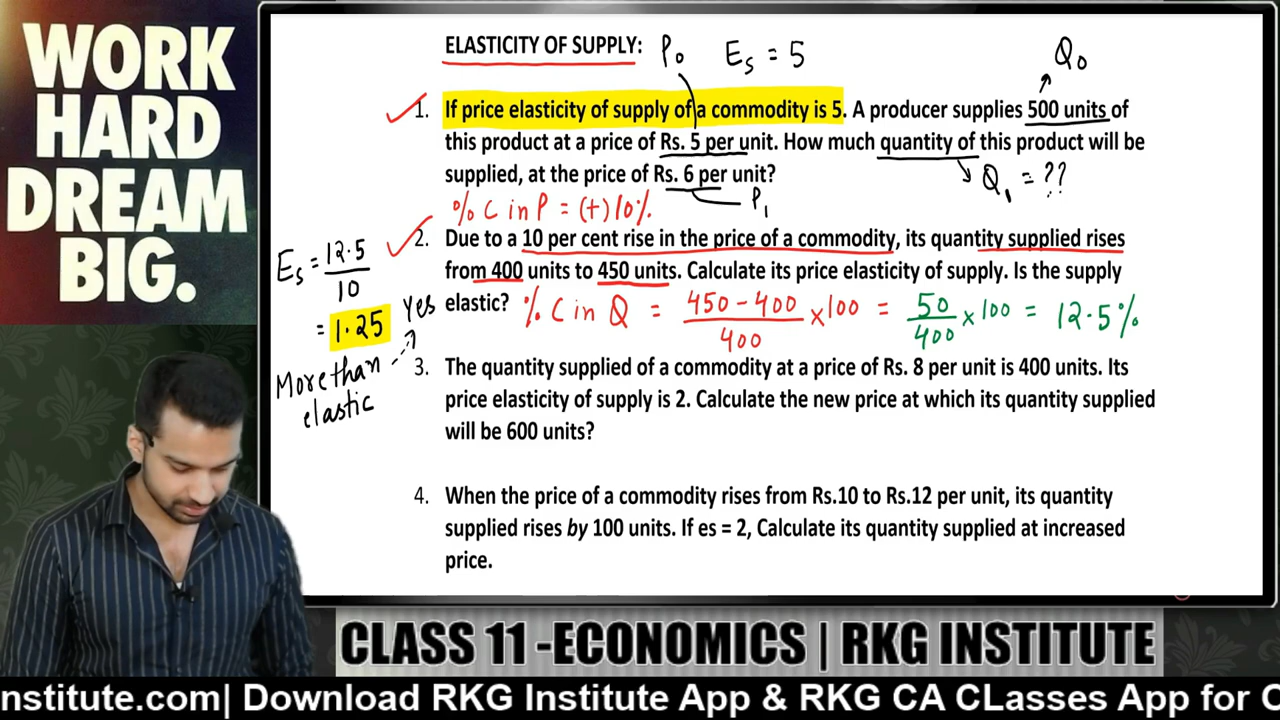 WORK
HARD
DREAM
BIG.
ELASTICITY OF SUPPLY:
P₀ E_S = 5
Q₀
1. If price elasticity of supply of a commodity is 5. A producer supplies 500 units of
this product at a price of Rs. 5 per unit. How much quantity of this product will be
supplied, at the price of Rs. 6 per unit?
Q₁ = ??
P₁
% C in P = (+) 10%
2. Due to a 10 per cent rise in the price of a commodity, its quantity supplied rises
from 400 units to 450 units. Calculate its price elasticity of supply. Is the supply
elastic?
% C in Q = 450 - 400 / 400 × 100 = 50 / 400 × 100 = 12.5%
E_S = 12.5 / 10
= 1.25
Yes
More than
elastic
3. The quantity supplied of a commodity at a price of Rs. 8 per unit is 400 units. Its
price elasticity of supply is 2. Calculate the new price at which its quantity supplied
will be 600 units?
4. When the price of a commodity rises from Rs.10 to Rs.12 per unit, its quantity
supplied rises by 100 units. If es = 2, Calculate its quantity supplied at increased
price.
CLASS 11 -ECONOMICS | RKG INSTITUTE
nstitute.com| Download RKG Institute App & RKG CA CLasses App for C